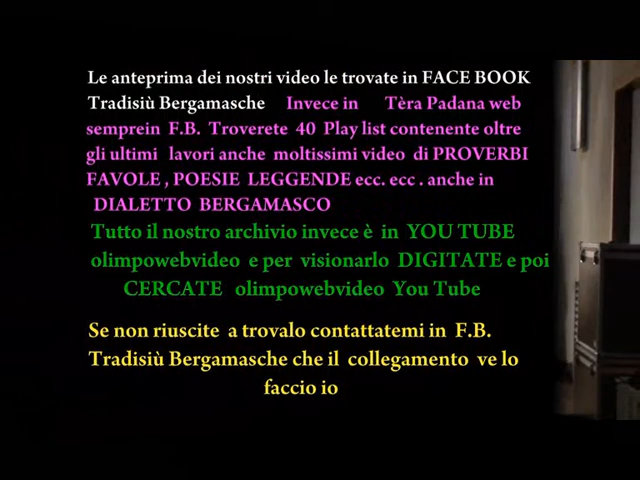 Le anteprima dei nostri video le trovate in FACE BOOK
Tradisiù Bergamasche Invece in Tèra Padana web
semprein F.B. Troverete 40 Play list contenente oltre
gli ultimi lavori anche moltissimi video di PROVERBI
FAVOLE , POESIE LEGGENDE ecc. ecc . anche in
DIALETTO BERGAMASCO
Tutto il nostro archivio invece è in YOU TUBE
olimpowebvideo e per visionarlo DIGITATE e poi
CERCATE olimpowebvideo You Tube
Se non riuscite a trovalo contattatemi in F.B.
Tradisiù Bergamasche che il collegamento ve lo
faccio io